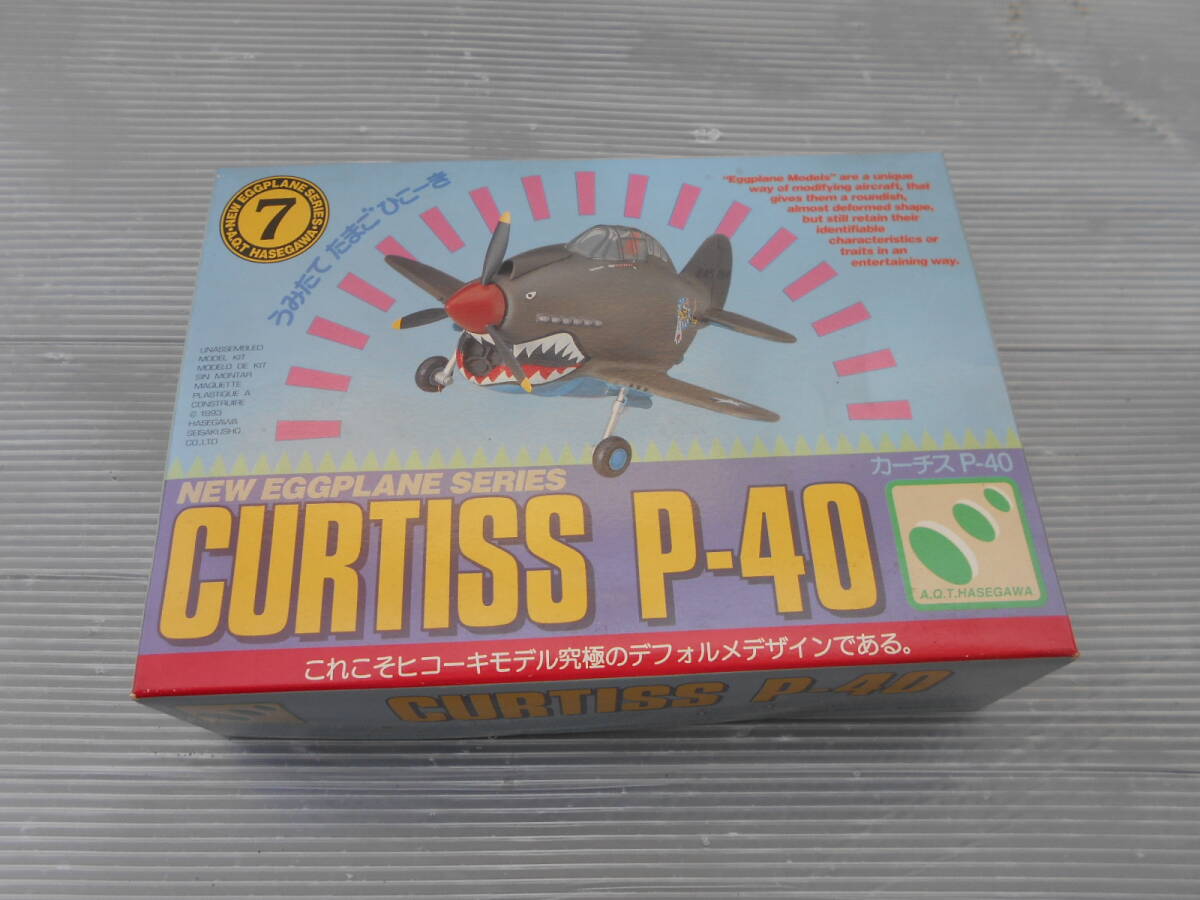 NEW EGGPLANE SERIES
7
A.Q.T HASEGAWA
うみたて たまご ひこーき
"Eggplane Models" are a unique
way of modifying aircraft, that
gives them a roundish,
almost deformed shape,
but still retain their
identifiable
characteristics or
traits in an
entertaining way.
UNASSEMBLED
MODEL KIT
MODELO DE KIT
SIN MONTAR
MAQUETTE
PLASTIQUE A
CONSTRUIRE
© 1993
HASEGAWA
SEISAKUSHO
CO.,LTD
カーチス P-40
NEW EGGPLANE SERIES
CURTISS P-40
A.Q.T.HASEGAWA
これこそヒコーキモデル究極のデフォルメデザインである。
CURTISS P-40